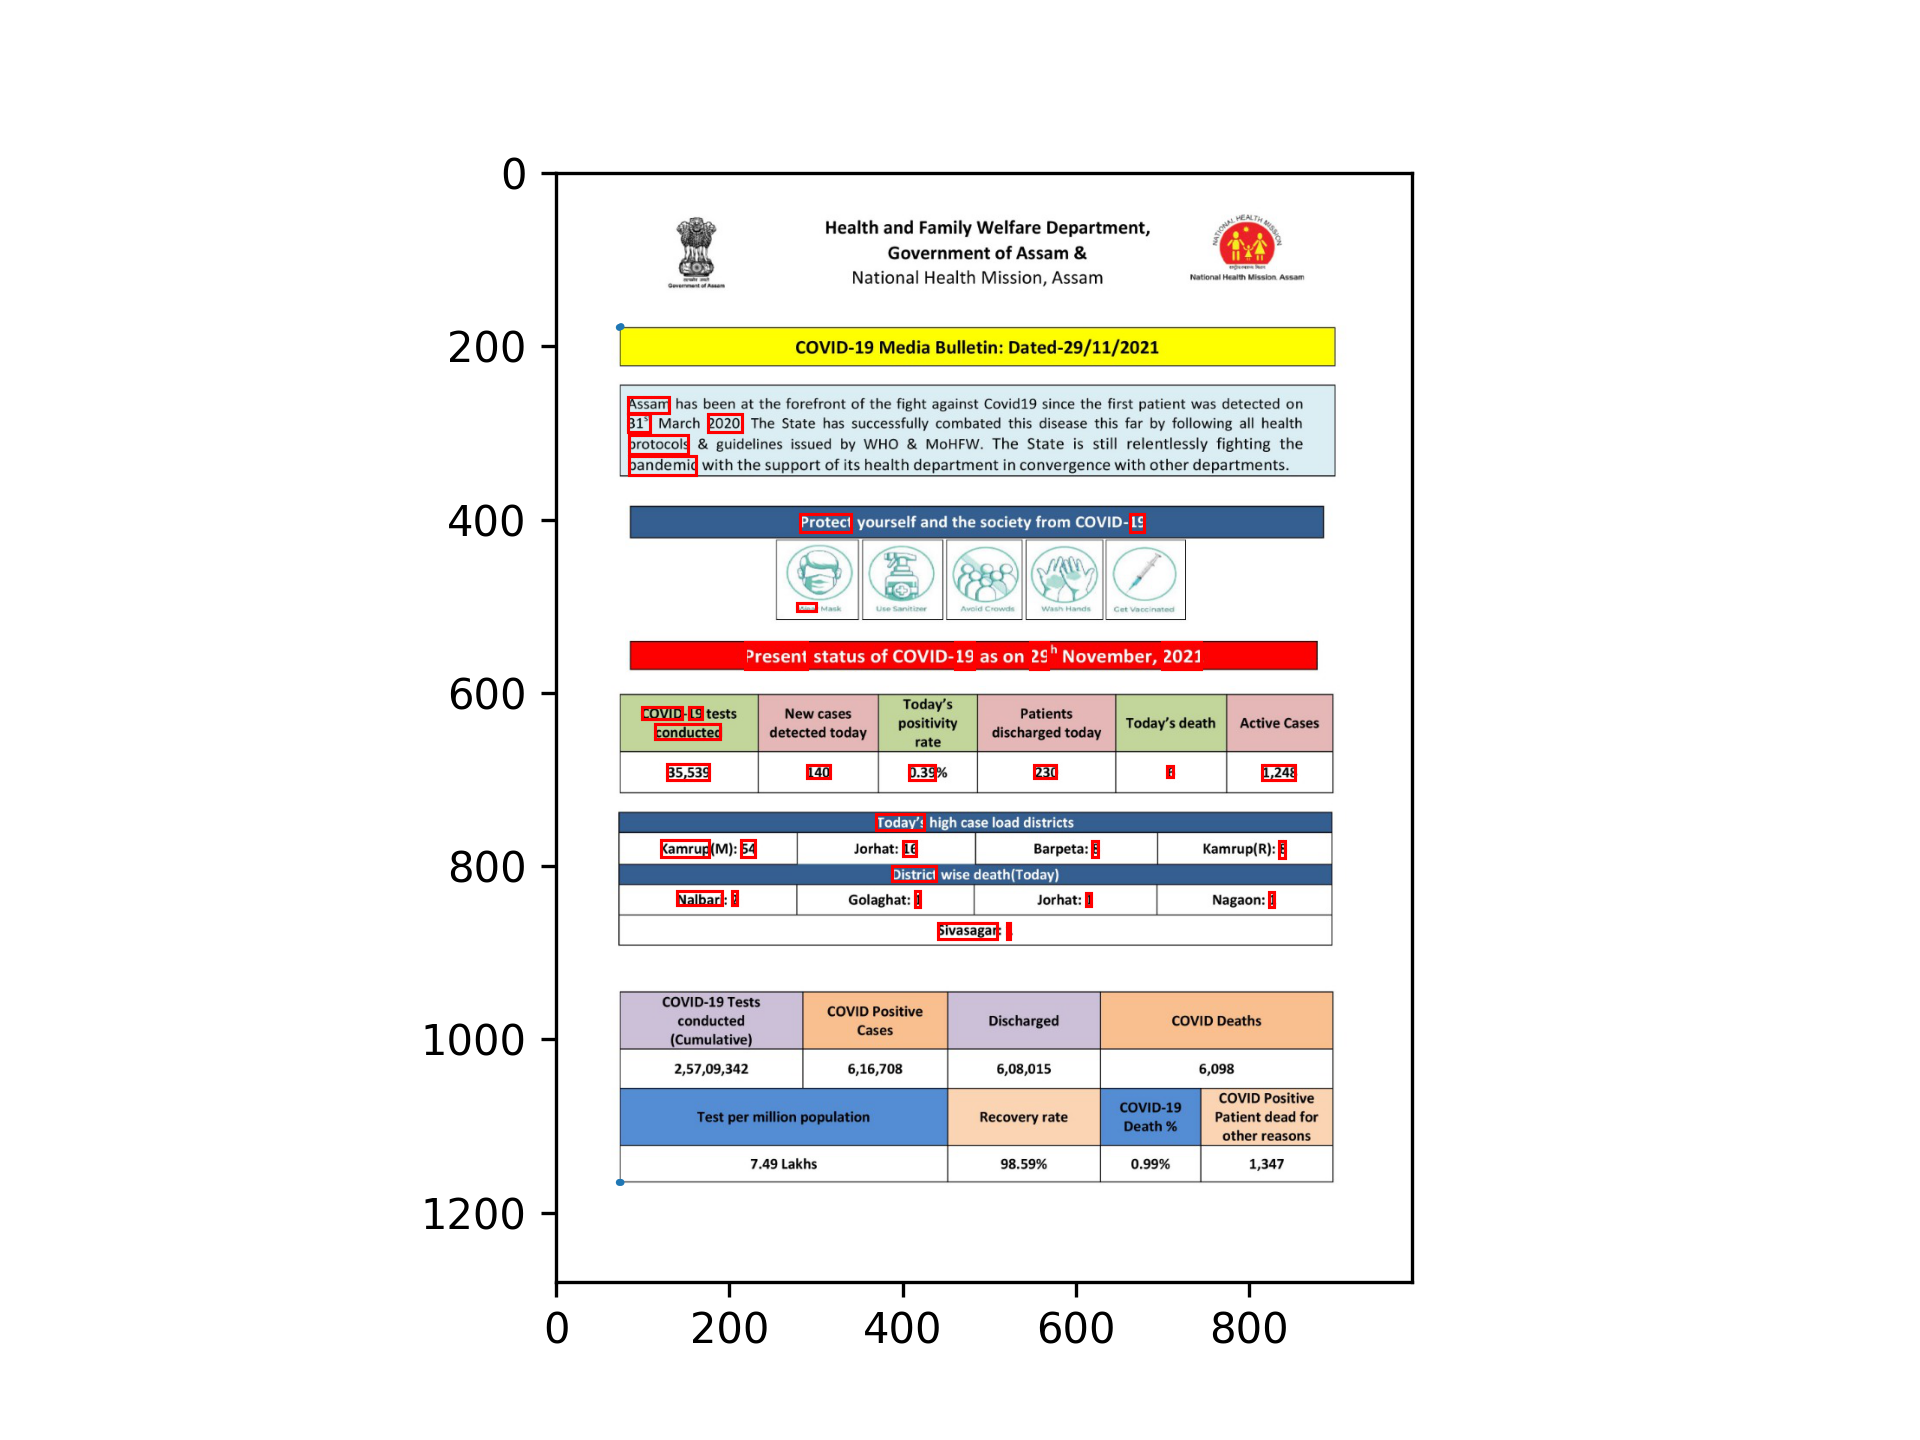 0
200
400
600
800
1000
1200
0 200 400 600 800
Government of Assam
Health and Family Welfare Department,
Government of Assam &
National Health Mission, Assam
NATIONAL HEALTH MISSION
National Health Mission. Assam
COVID-19 Media Bulletin: Dated-29/11/2021
Assam has been at the forefront of the fight against Covid19 since the first patient was detected on
31st March 2020 The State has successfully combated this disease this far by following all health
protocols & guidelines issued by WHO & MoHFW. The State is still relentlessly fighting the
pandemic with the support of its health department in convergence with other departments.
Protect yourself and the society from COVID-19
Mask Use Sanitizer Avoid Crowds Wash Hands Get Vaccinated
Present status of COVID-19 as on 29h November, 2021
COVID-19 tests conducted
New cases detected today
Today's positivity rate
Patients discharged today
Today's death
Active Cases
35,539 140 0.39% 230 1,248
Today's high case load districts
Kamrup(M): 54 Jorhat: 16 Barpeta: Kamrup(R):
District wise death(Today)
Nalbari: Golaghat: Jorhat: Nagaon:
Sivasagar:
COVID-19 Tests conducted (Cumulative)
COVID Positive Cases
Discharged
COVID Deaths
2,57,09,342 6,16,708 6,08,015 6,098
Test per million population
Recovery rate
COVID-19 Death %
COVID Positive Patient dead for other reasons
7.49 Lakhs 98.59% 0.99% 1,347